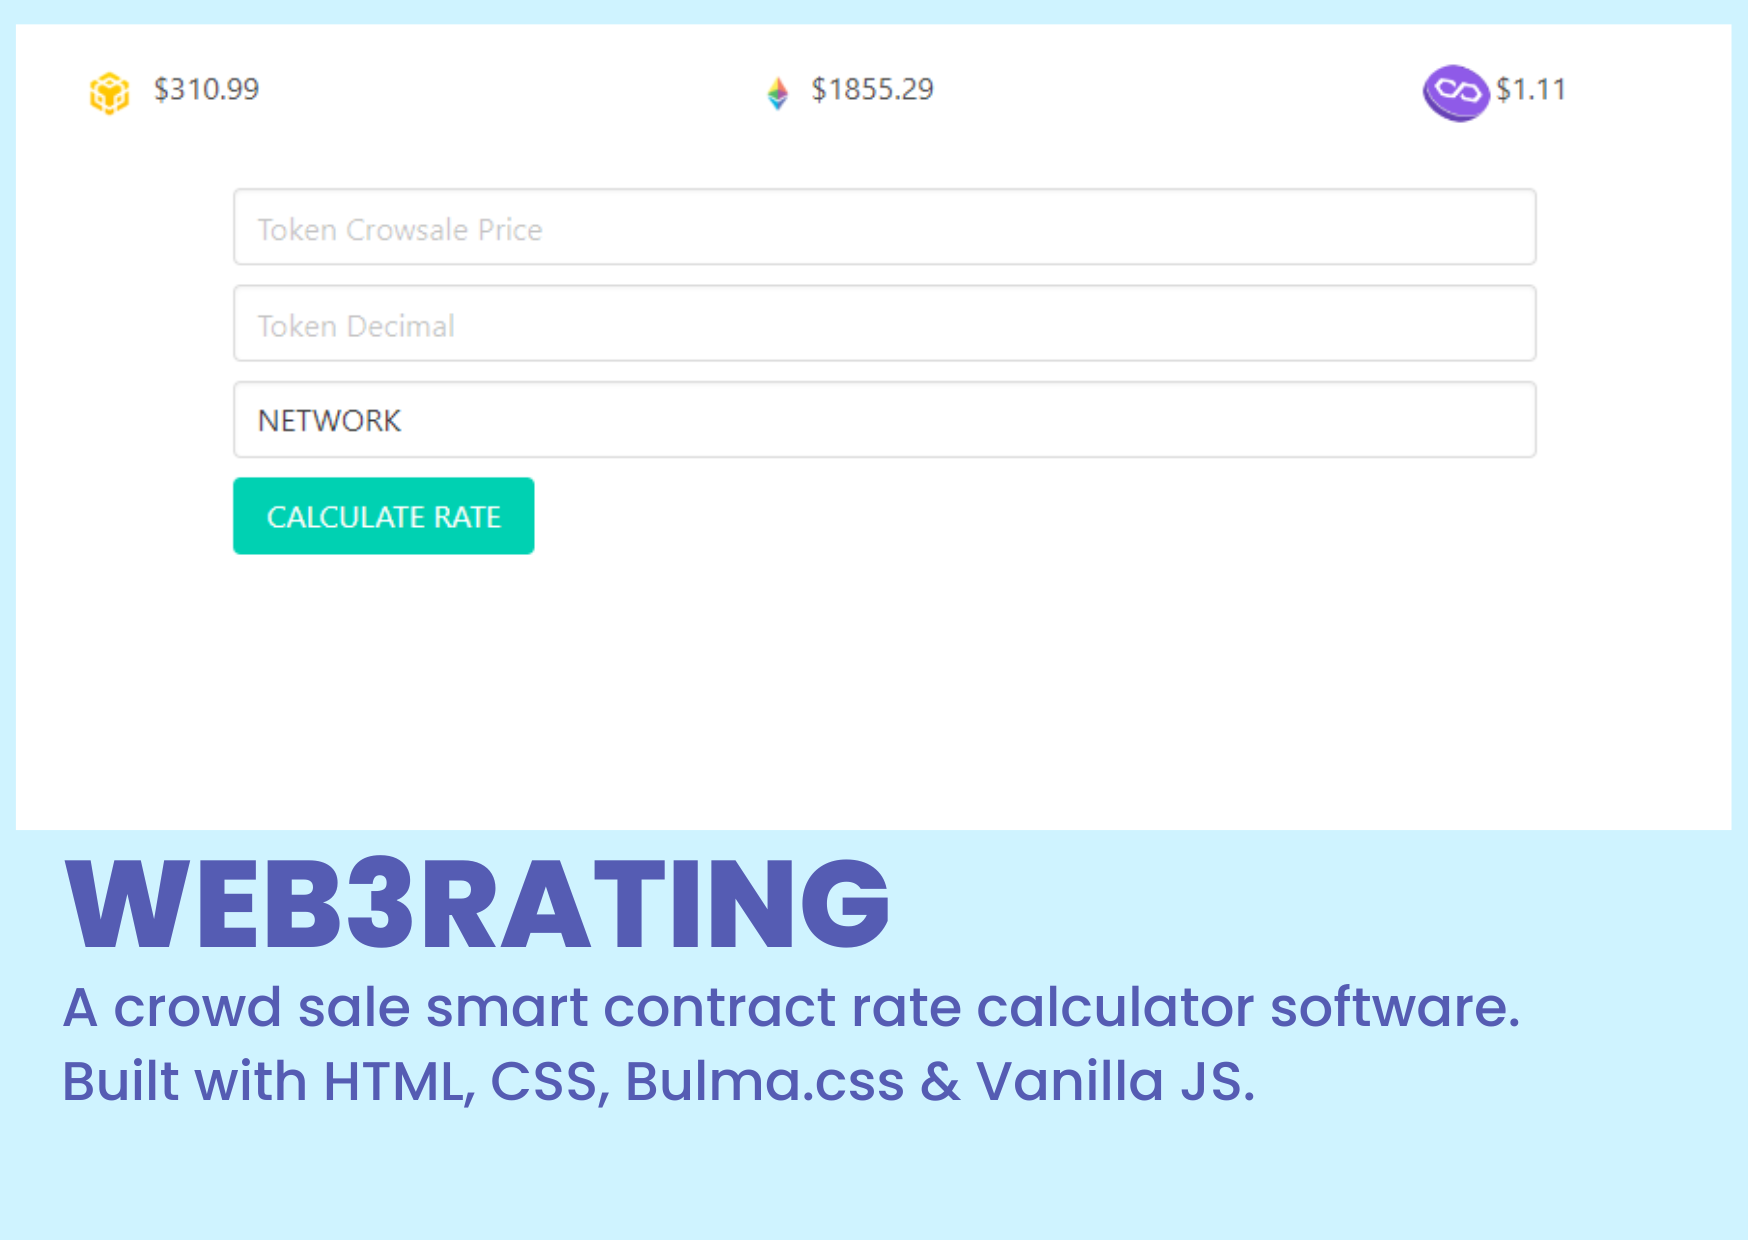 $310.99 $1855.29 $1.11
Token Crowsale Price
Token Decimal
NETWORK
CALCULATE RATE
WEB3RATING
A crowd sale smart contract rate calculator software.
Built with HTML, CSS, Bulma.css & Vanilla JS.